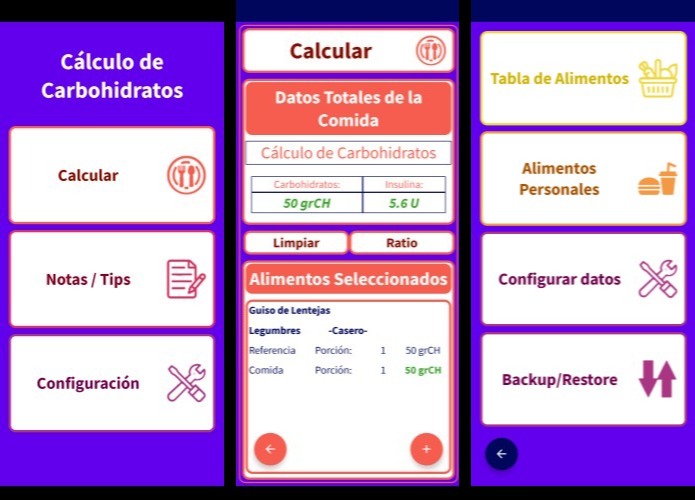 Cálculo de
Carbohidratos
Calcular
Notas / Tips
Configuración
Calcular
Datos Totales de la
Comida
Cálculo de Carbohidratos
Carbohidratos: Insulina:
50 grCH 5.6 U
Limpiar Ratio
Alimentos Seleccionados
Guiso de Lentejas
Legumbres -Casero-
Referencia Porción: 1 50 grCH
Comida Porción: 1 50 grCH
Tabla de Alimentos
Alimentos
Personales
Configurar datos
Backup/Restore